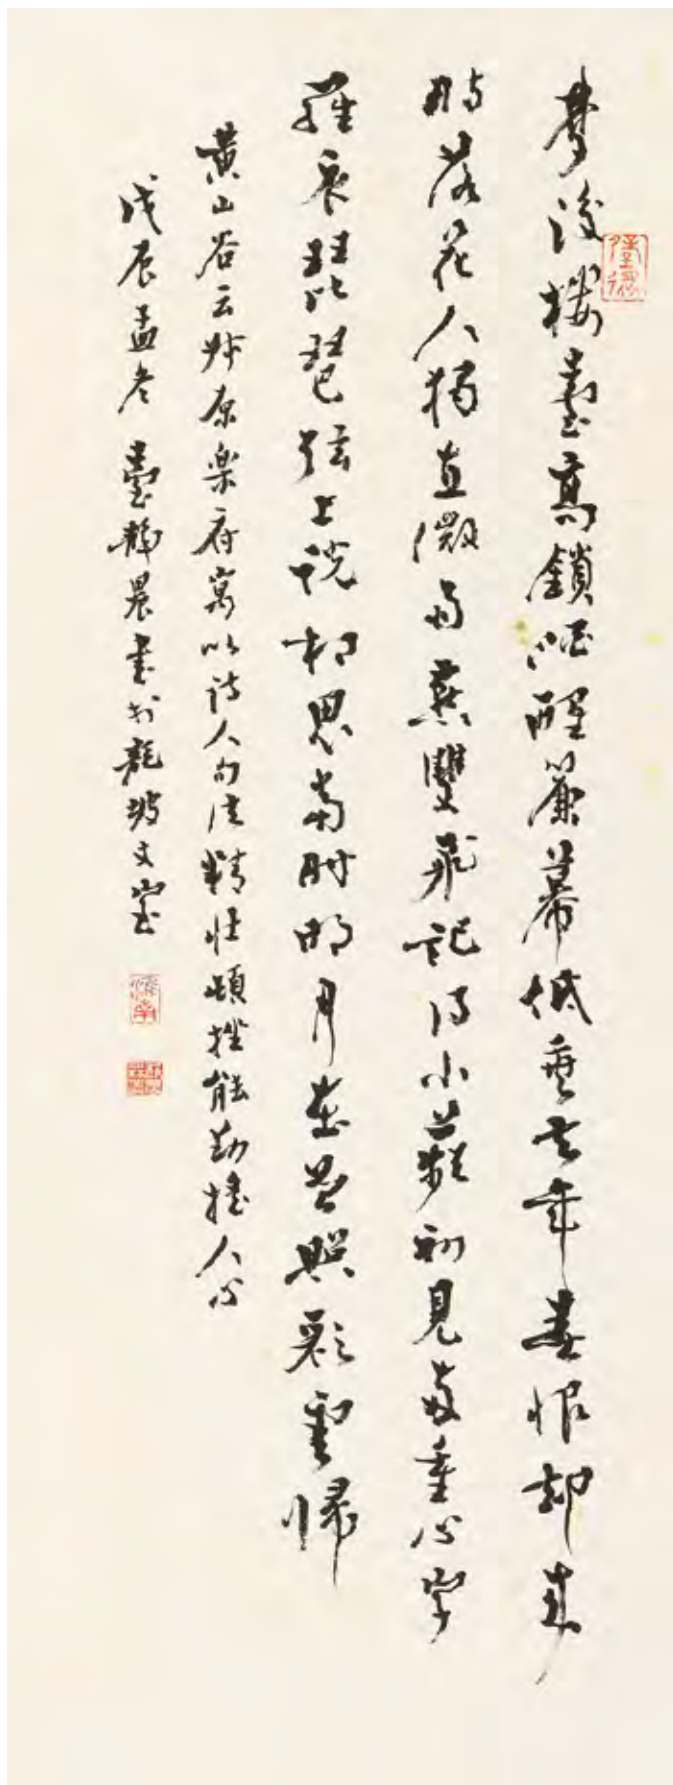 夢後樓臺高鎖酒醒簾幕低垂去年春恨却来
時落花人獨立微雨燕雙飛記得小蘋初見兩重心字
羅衣琵琶弦上說相思當時明月在曾照彩雲歸
黃山谷云叔原樂府寓以詩人句法精壮頓挫能動搖人心
戊辰孟冬臺靜農書於龍坡丈室